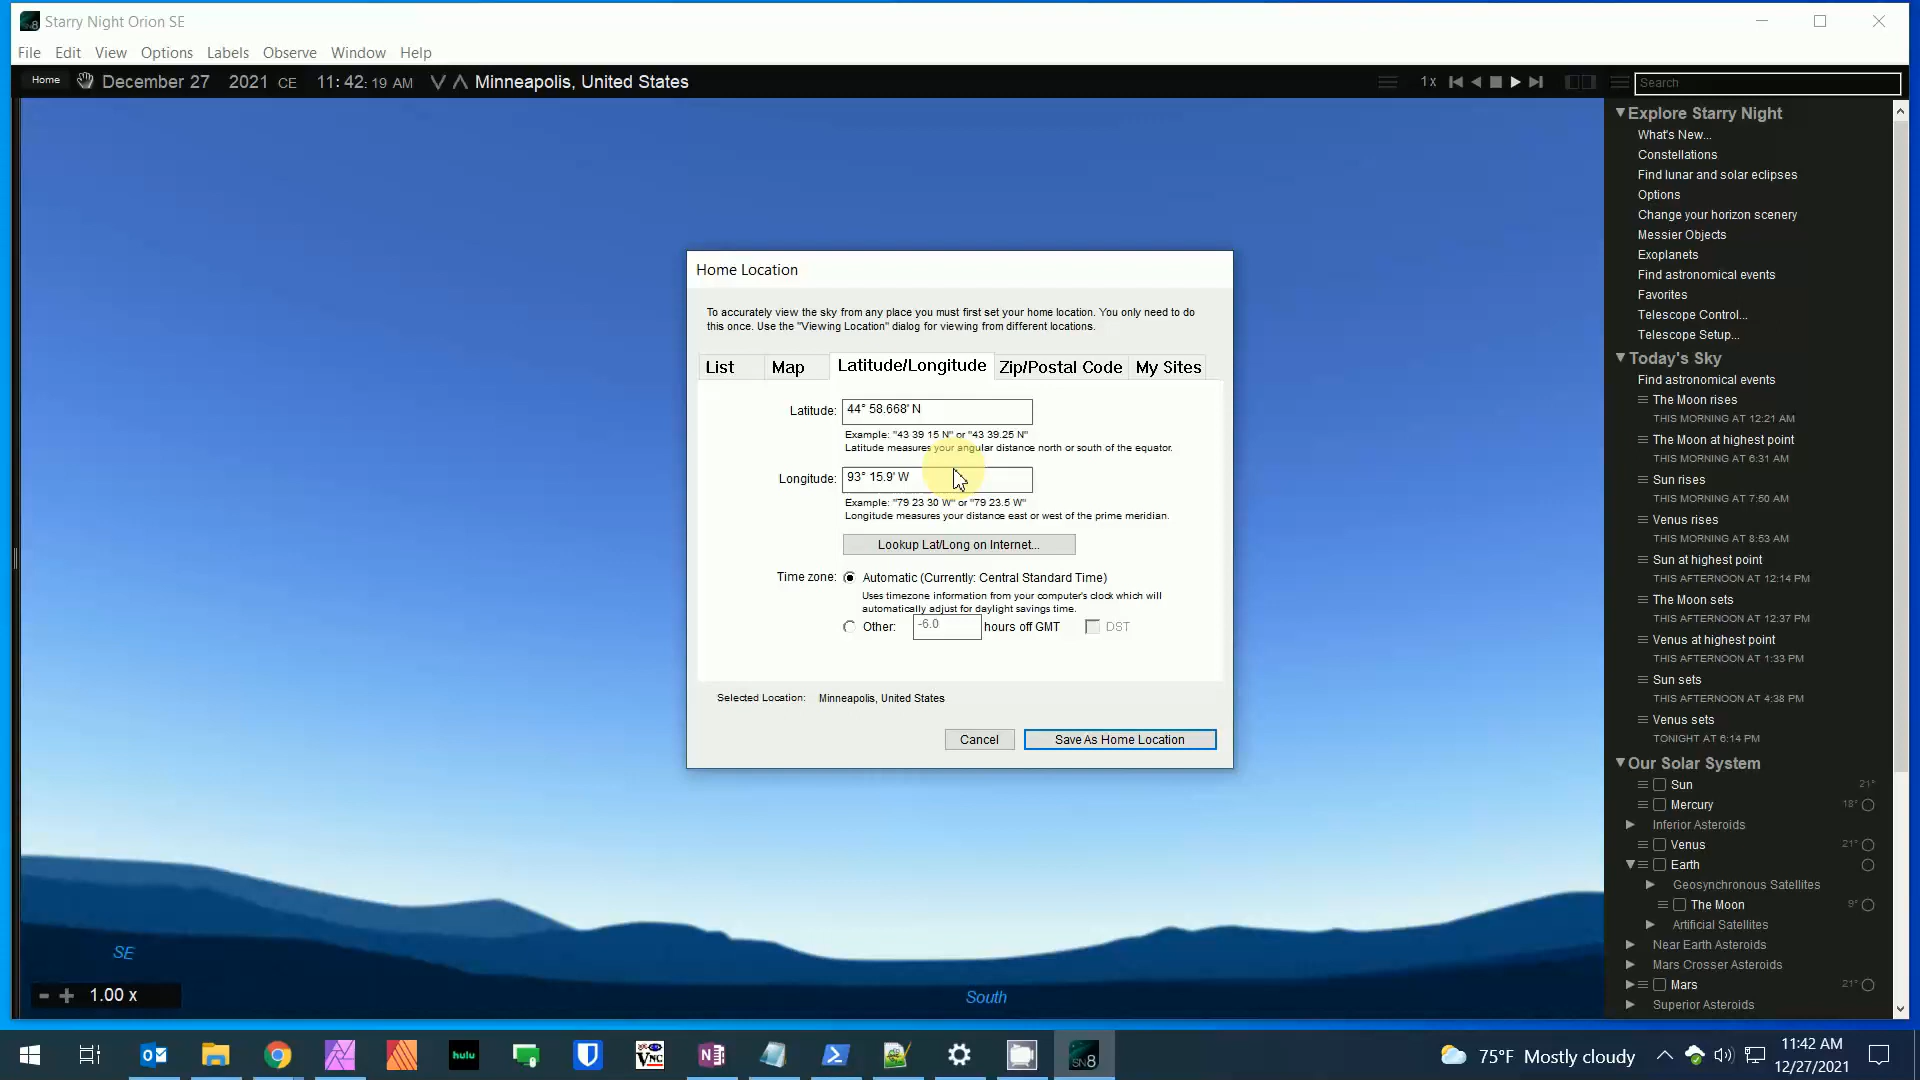 Starry Night Orion SE
File Edit View Options Labels Observe Window Help
Home December 27 2021 CE 11:42:19 AM Minneapolis, United States 1x Search
Home Location
To accurately view the sky from any place you must first set your home location. You only need to do
this once. Use the "Viewing Location" dialog for viewing from different locations.
List Map Latitude/Longitude Zip/Postal Code My Sites
Latitude: 44° 58.668' N
Example: "43 39 15 N" or "43 39.25 N"
Latitude measures your angular distance north or south of the equator.
Longitude: 93° 15.9' W
Example: "79 23 30 W" or "79 23.5 W"
Longitude measures your distance east or west of the prime meridian.
Lookup Lat/Long on Internet...
Time zone: Automatic (Currently: Central Standard Time)
Uses timezone information from your computer's clock which will
automatically adjust for daylight savings time.
Other: -6.0 hours off GMT DST
Selected Location: Minneapolis, United States
Cancel Save As Home Location
Explore Starry Night
What's New...
Constellations
Find lunar and solar eclipses
Options
Change your horizon scenery
Messier Objects
Exoplanets
Find astronomical events
Favorites
Telescope Control...
Telescope Setup...
Today's Sky
Find astronomical events
The Moon rises
THIS MORNING AT 12:21 AM
The Moon at highest point
THIS MORNING AT 6:31 AM
Sun rises
THIS MORNING AT 7:50 AM
Venus rises
THIS MORNING AT 8:53 AM
Sun at highest point
THIS AFTERNOON AT 12:14 PM
The Moon sets
THIS AFTERNOON AT 12:37 PM
Venus at highest point
THIS AFTERNOON AT 1:33 PM
Sun sets
THIS AFTERNOON AT 4:38 PM
Venus sets
TONIGHT AT 6:14 PM
Our Solar System
Sun 21°
Mercury 18°
Inferior Asteroids
Venus 21°
Earth
Geosynchronous Satellites
The Moon 9°
Artificial Satellites
Near Earth Asteroids
Mars Crosser Asteroids
Mars 21°
Superior Asteroids
SE
1.00 x
South
hulu
VNC
SN8
75°F Mostly cloudy
11:42 AM
12/27/2021